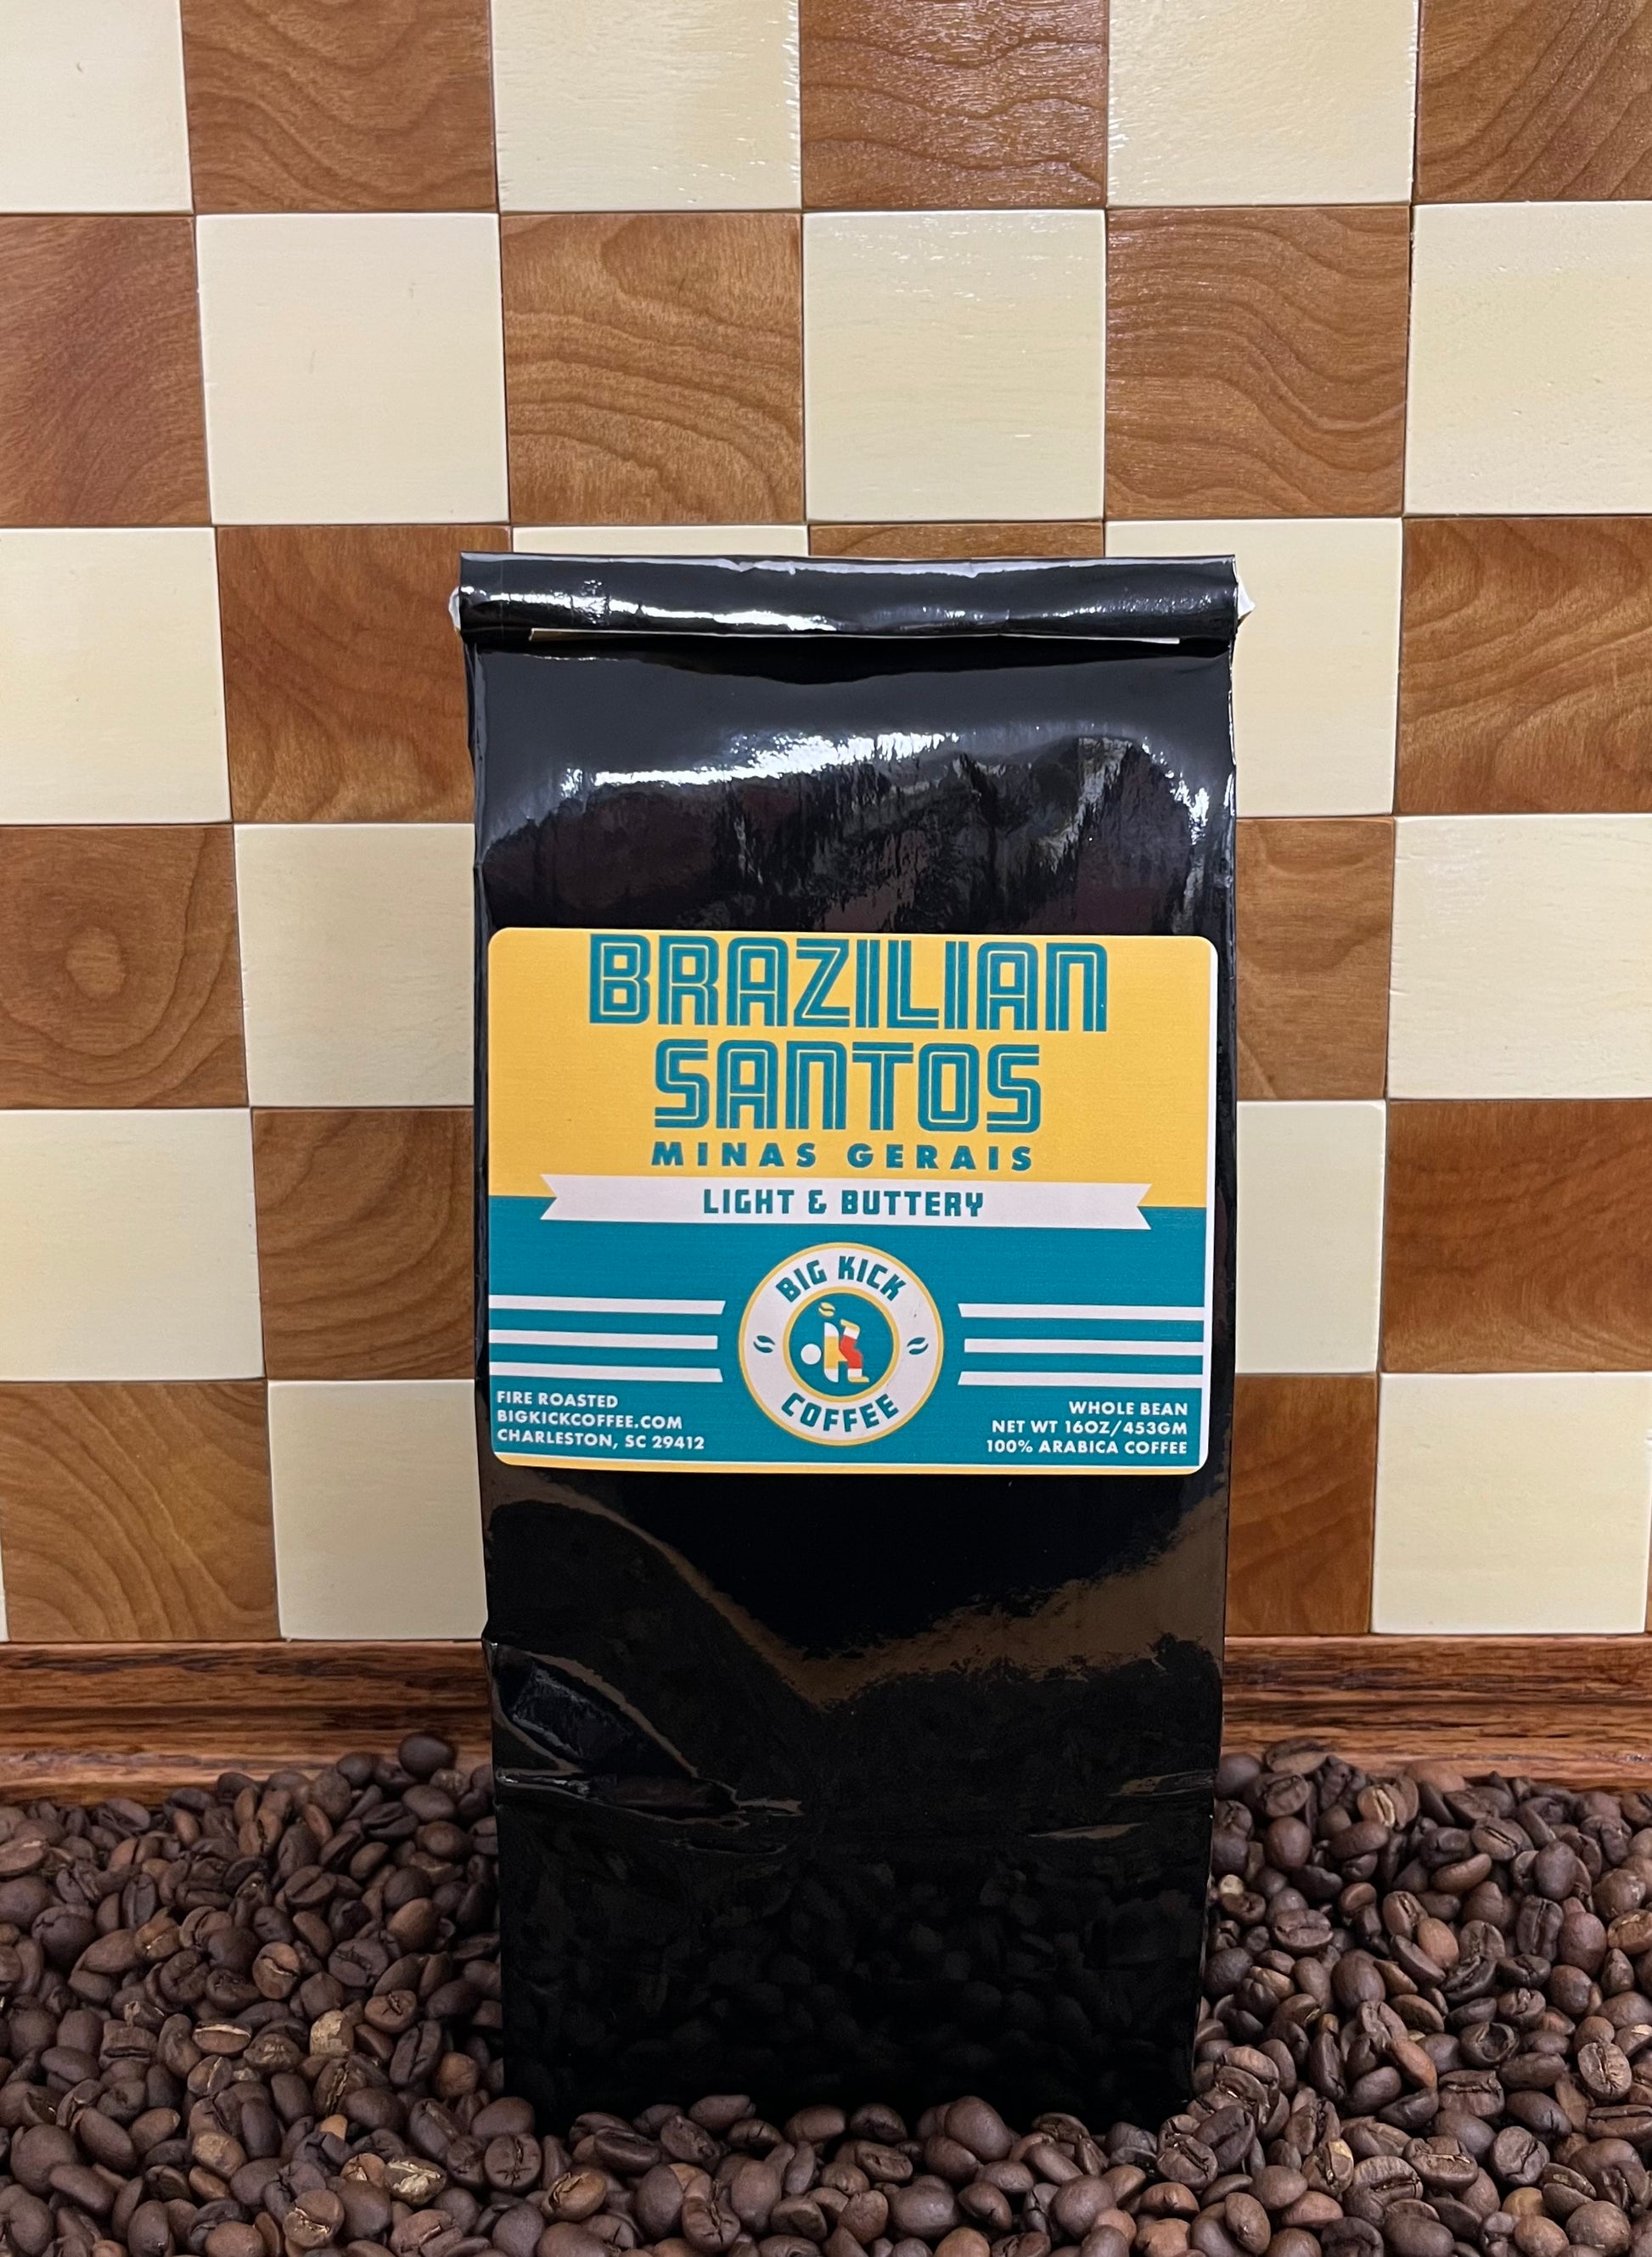 BRAZILIAN
SANTOS
MINAS GERAIS
LIGHT & BUTTERY
BIG KICK
COFFEE
FIRE ROASTED
BIGKICKCOFFEE.COM
CHARLESTON, SC 29412
WHOLE BEAN
NET WT 16OZ/453GM
100% ARABICA COFFEE